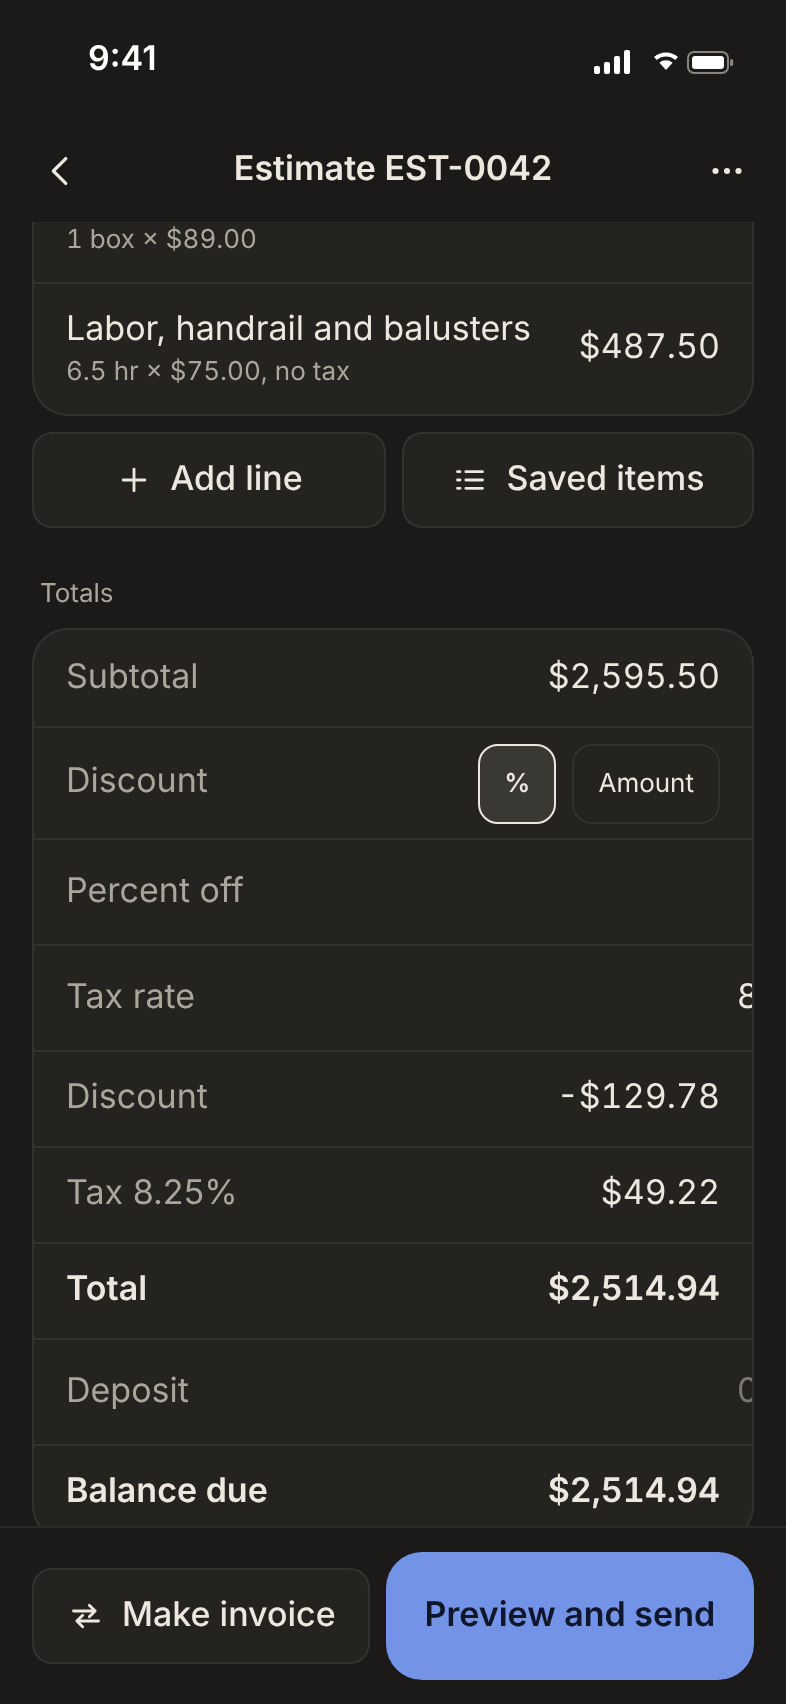 9:41
Estimate EST-0042
1 box × $89.00
Labor, handrail and balusters
$487.50
6.5 hr × $75.00, no tax
Add line
Saved items
Totals
Subtotal $2,595.50
Discount % Amount
Percent off
Tax rate 8
Discount -$129.78
Tax 8.25% $49.22
Total $2,514.94
Deposit
Balance due $2,514.94
Make invoice
Preview and send